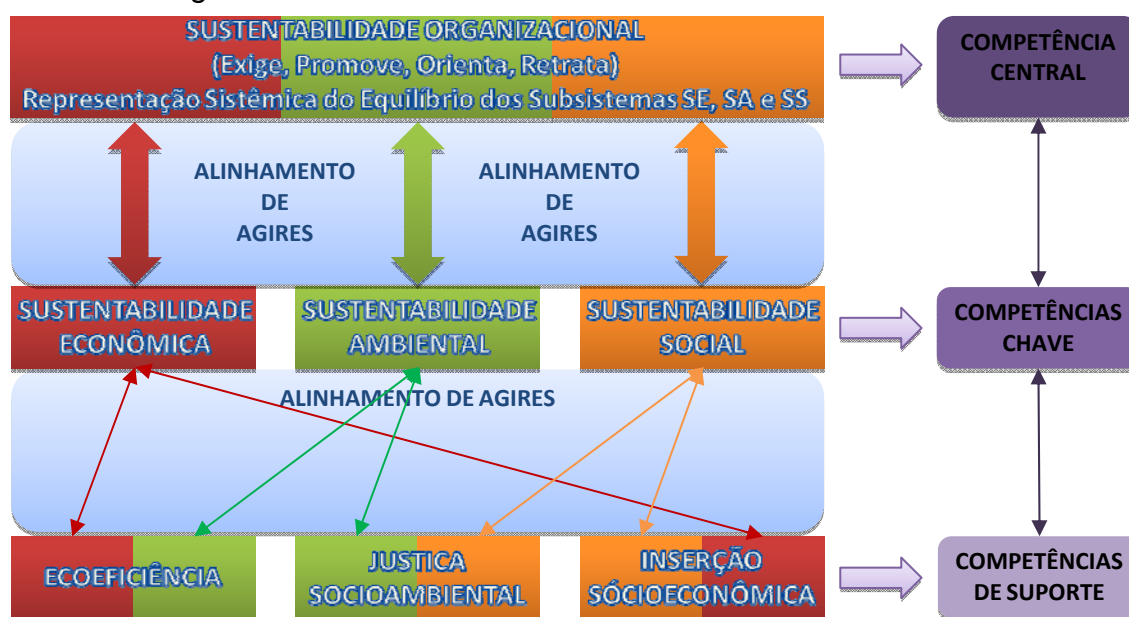 SUSTENTABILIDADE ORGANIZACIONAL
(Exige, Promove, Orienta, Retrata)
Representação Sistêmica do Equilíbrio dos Subsistemas SE, SA e SS
COMPETÊNCIA
CENTRAL
ALINHAMENTO
DE
AGIRES
ALINHAMENTO
DE
AGIRES
SUSTENTABILIDADE
ECONÔMICA
SUSTENTABILIDADE
AMBIENTAL
SUSTENTABILIDADE
SOCIAL
COMPETÊNCIAS
CHAVE
ALINHAMENTO DE AGIRES
ECOEFICIÊNCIA
JUSTICA
SOCIOAMBIENTAL
INSERÇÃO
SÓCIOECONÔMICA
COMPETÊNCIAS
DE SUPORTE